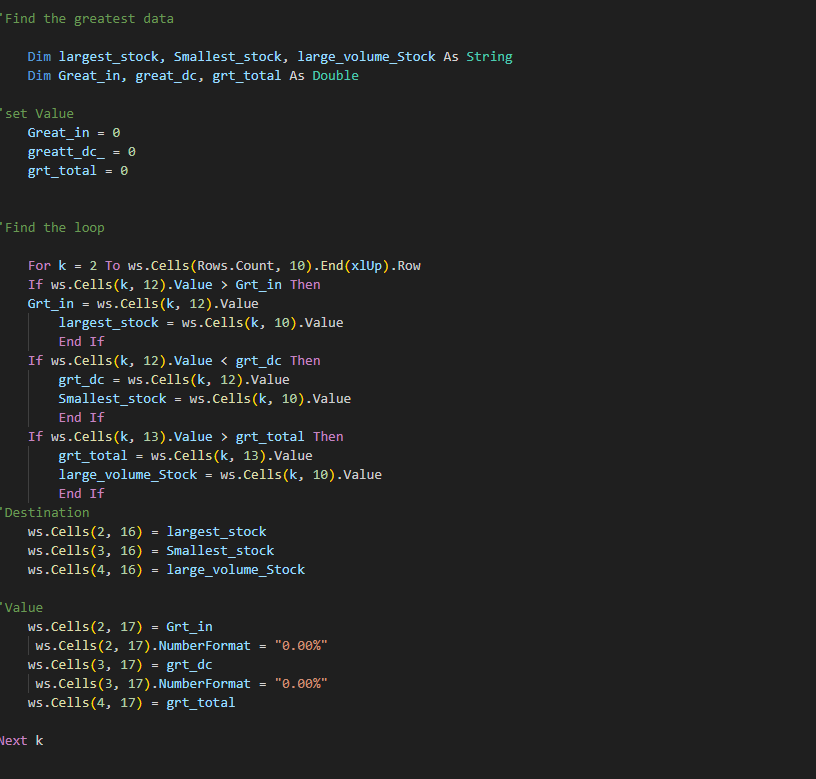 'Find the greatest data
Dim largest_stock, Smallest_stock, large_volume_Stock As String
Dim Great_in, great_dc, grt_total As Double
'set Value
Great_in = 0
greatt_dc_ = 0
grt_total = 0
'Find the loop
For k = 2 To ws.Cells(Rows.Count, 10).End(xlUp).Row
If ws.Cells(k, 12).Value > Grt_in Then
Grt_in = ws.Cells(k, 12).Value
largest_stock = ws.Cells(k, 10).Value
End If
If ws.Cells(k, 12).Value < grt_dc Then
grt_dc = ws.Cells(k, 12).Value
Smallest_stock = ws.Cells(k, 10).Value
End If
If ws.Cells(k, 13).Value > grt_total Then
grt_total = ws.Cells(k, 13).Value
large_volume_Stock = ws.Cells(k, 10).Value
End If
'Destination
ws.Cells(2, 16) = largest_stock
ws.Cells(3, 16) = Smallest_stock
ws.Cells(4, 16) = large_volume_Stock
'Value
ws.Cells(2, 17) = Grt_in
ws.Cells(2, 17).NumberFormat = "0.00%"
ws.Cells(3, 17) = grt_dc
ws.Cells(3, 17).NumberFormat = "0.00%"
ws.Cells(4, 17) = grt_total
Next k